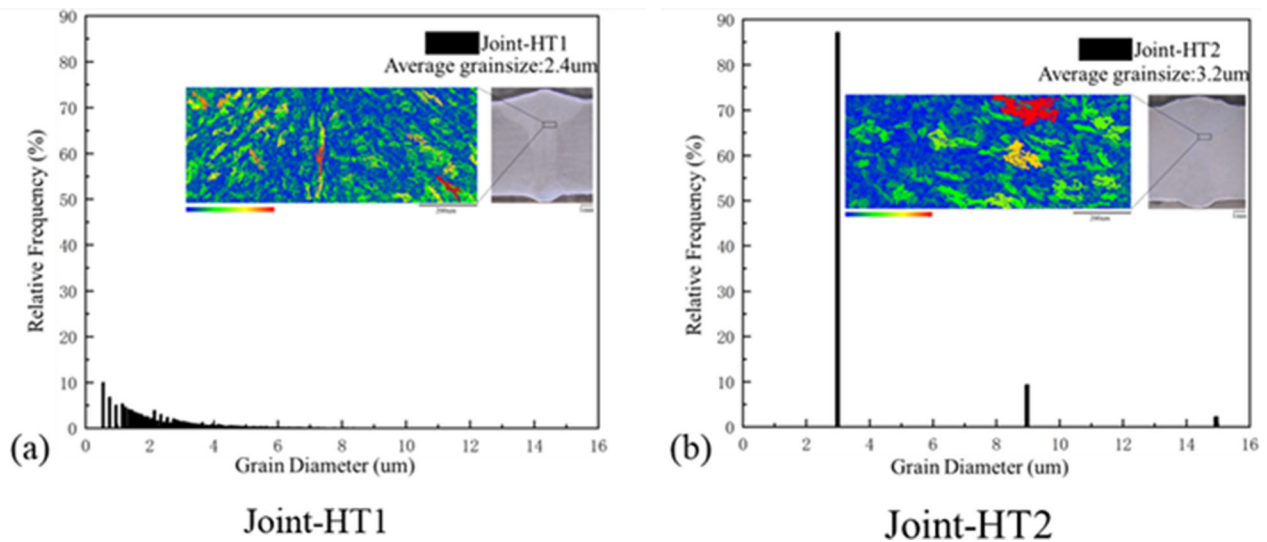 90
80
70
60
50
40
30
20
10
0
Relative Frequency (%)
Joint-HT1
Average grainsize:2.4um
200um
0 2 4 6 8 10 12 14 16
Grain Diameter (um)
(a)
Joint-HT1
90
80
70
60
50
40
30
20
10
0
Relative Frequency (%)
Joint-HT2
Average grainsize:3.2um
200um
0 2 4 6 8 10 12 14 16
Grain Diameter (um)
(b)
Joint-HT2